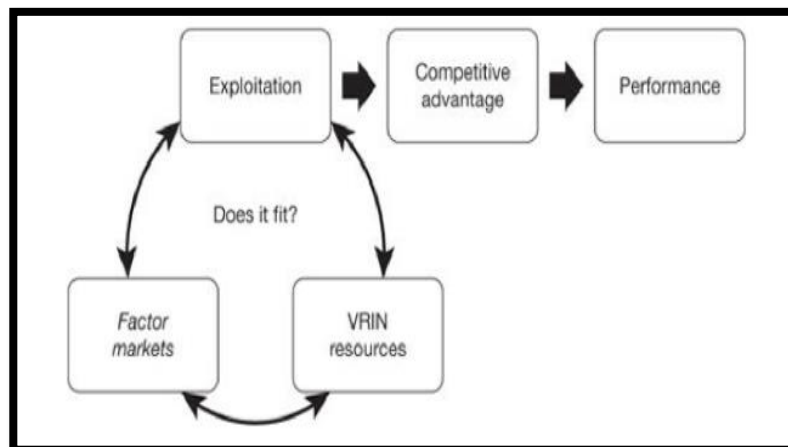 Exploitation
Competitive
advantage
Performance
Does it fit?
Factor
markets
VRIN
resources